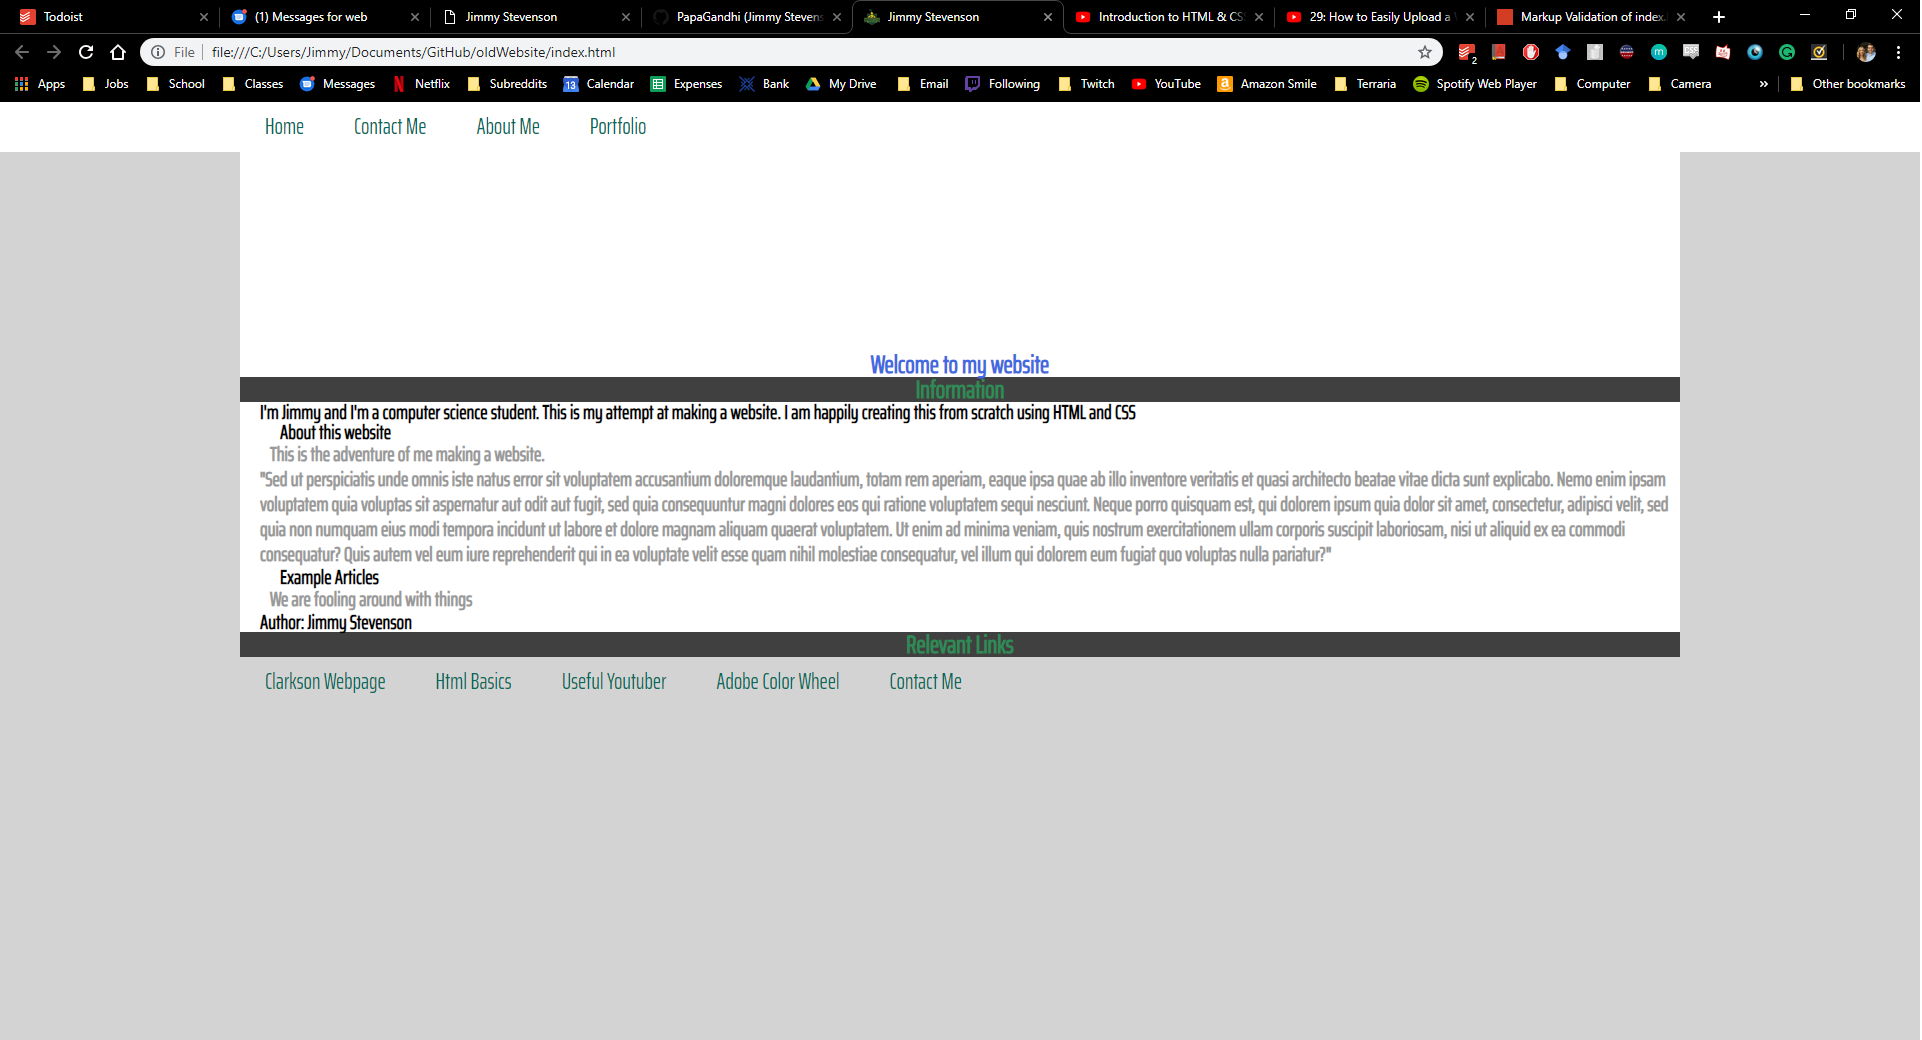 Todoist
(1) Messages for web
Jimmy Stevenson
PapaGandhi (Jimmy Stevens
Jimmy Stevenson
Introduction to HTML & CS
29: How to Easily Upload a
Markup Validation of index.
File file:///C:/Users/Jimmy/Documents/GitHub/oldWebsite/index.html
2
Apps Jobs School Classes Messages Netflix Subreddits 13 Calendar Expenses Bank My Drive Email Following Twitch YouTube Amazon Smile Terraria Spotify Web Player Computer Camera » Other bookmarks
Home Contact Me About Me Portfolio
Welcome to my website
Information
I'm Jimmy and I'm a computer science student. This is my attempt at making a website. I am happily creating this from scratch using HTML and CSS
About this website
This is the adventure of me making a website.
"Sed ut perspiciatis unde omnis iste natus error sit voluptatem accusantium doloremque laudantium, totam rem aperiam, eaque ipsa quae ab illo inventore veritatis et quasi architecto beatae vitae dicta sunt explicabo. Nemo enim ipsam
voluptatem quia voluptas sit aspernatur aut odit aut fugit, sed quia consequuntur magni dolores eos qui ratione voluptatem sequi nesciunt. Neque porro quisquam est, qui dolorem ipsum quia dolor sit amet, consectetur, adipisci velit, sed
quia non numquam eius modi tempora incidunt ut labore et dolore magnam aliquam quaerat voluptatem. Ut enim ad minima veniam, quis nostrum exercitationem ullam corporis suscipit laboriosam, nisi ut aliquid ex ea commodi
consequatur? Quis autem vel eum iure reprehenderit qui in ea voluptate velit esse quam nihil molestiae consequatur, vel illum qui dolorem eum fugiat quo voluptas nulla pariatur?"
Example Articles
We are fooling around with things
Author: Jimmy Stevenson
Relevant Links
Clarkson Webpage Html Basics Useful Youtuber Adobe Color Wheel Contact Me